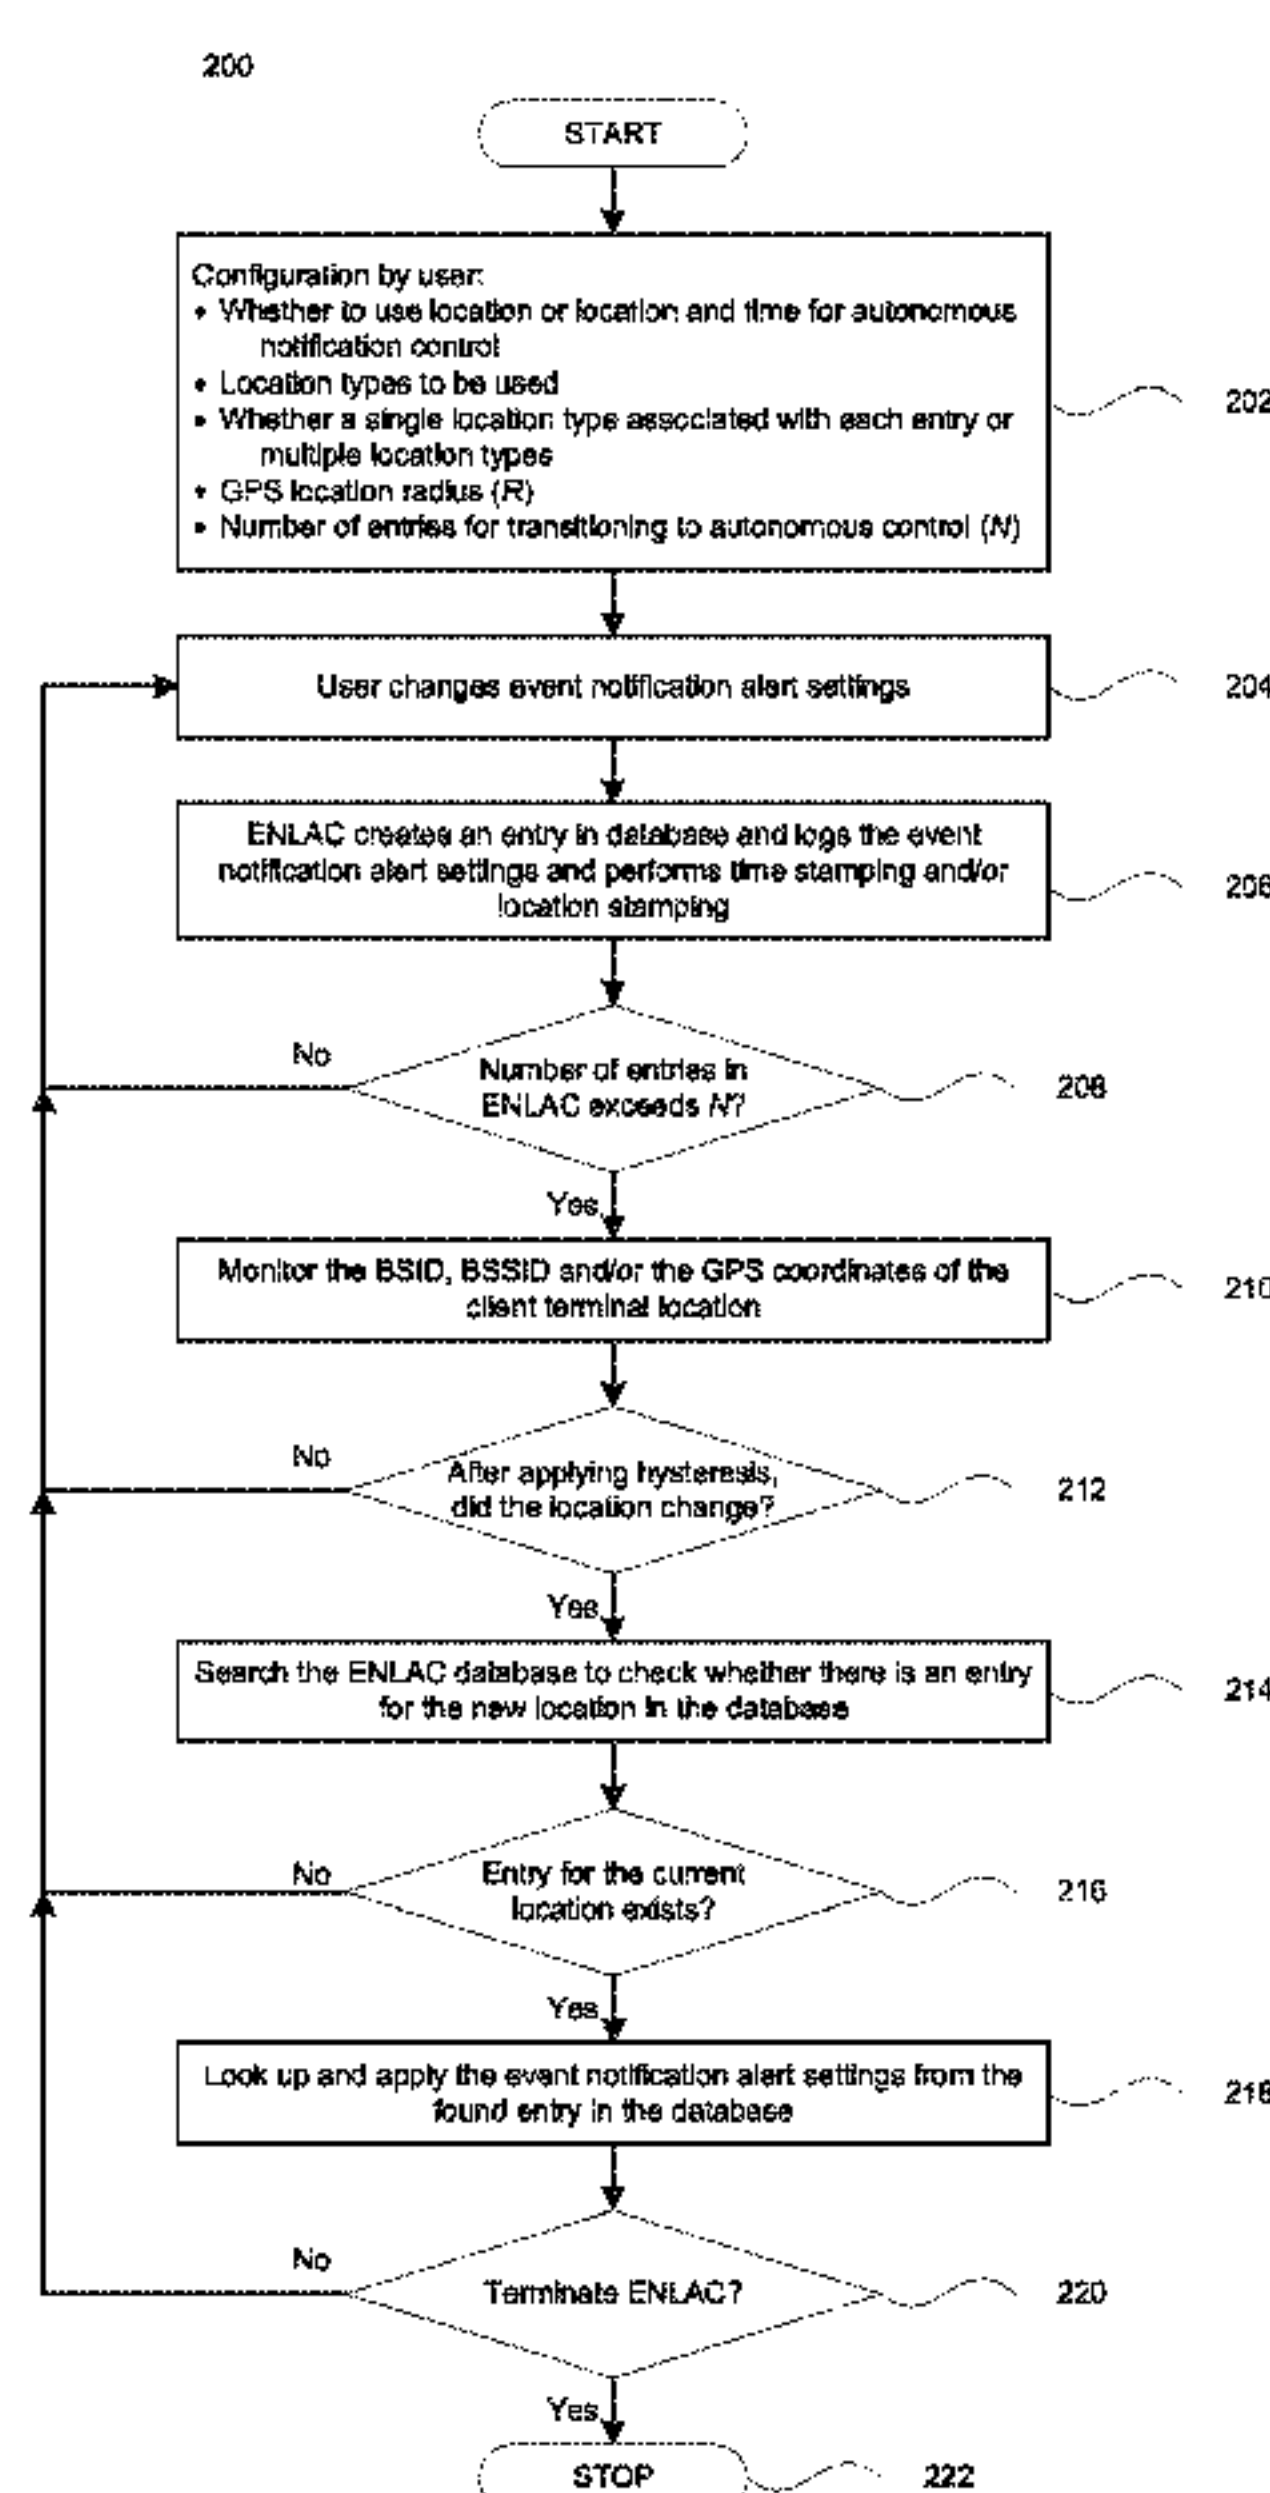 200
START
Configuration by user:
• Whether to use location or location and time for autonomous
notification control
• Location types to be used
• Whether a single location type associated with each entry or
multiple location types
• GPS location radius (R)
• Number of entries for transitioning to autonomous control (N)
202
User changes event notification alert settings
204
ENLAC creates an entry in database and logs the event
notification alert settings and performs time stamping and/or
location stamping
206
No
Number of entries in
ENLAC exceeds N?
208
Yes
Monitor the BSID, BSSID and/or the GPS coordinates of the
client terminal location
210
No
After applying hysteresis,
did the location change?
212
Yes
Search the ENLAC database to check whether there is an entry
for the new location in the database
214
No
Entry for the current
location exists?
216
Yes
Look up and apply the event notification alert settings from the
found entry in the database
218
No
Terminate ENLAC?
220
Yes
STOP
222